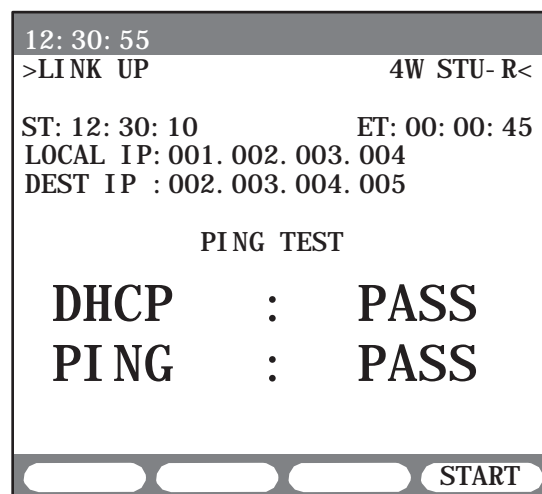 12:30:55
>LINK UP 4W STU-R<
ST:12:30:10 ET:00:00:45
LOCAL IP:001.002.003.004
DEST IP :002.003.004.005
PING TEST
DHCP : PASS
PING : PASS
START